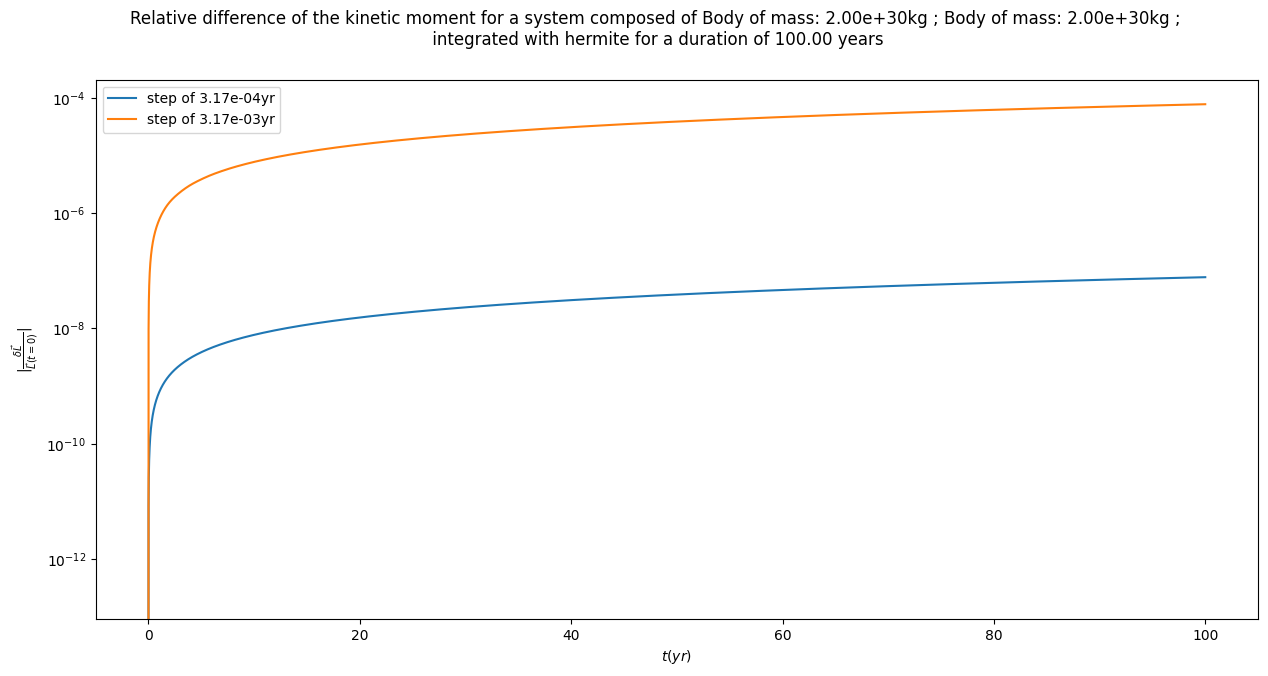 Relative difference of the kinetic moment for a system composed of Body of mass: 2.00e+30kg ; Body of mass: 2.00e+30kg ;
integrated with hermite for a duration of 100.00 years
step of 3.17e-04yr
step of 3.17e-03yr
10⁻⁴
10⁻⁶
10⁻⁸
10⁻¹⁰
10⁻¹²
|δL⃗ / L⃗(t=0)|
0 20 40 60 80 100
t(yr)